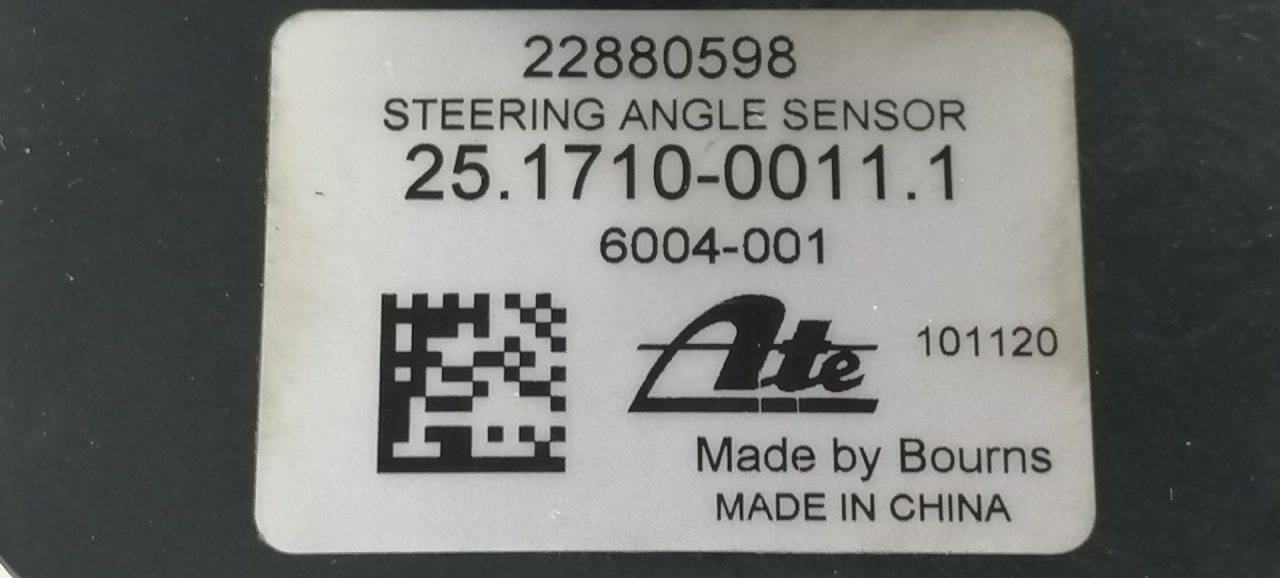 22880598
STEERING ANGLE SENSOR
25.1710-0011.1
6004-001
Ate
101120
Made by Bourns
MADE IN CHINA